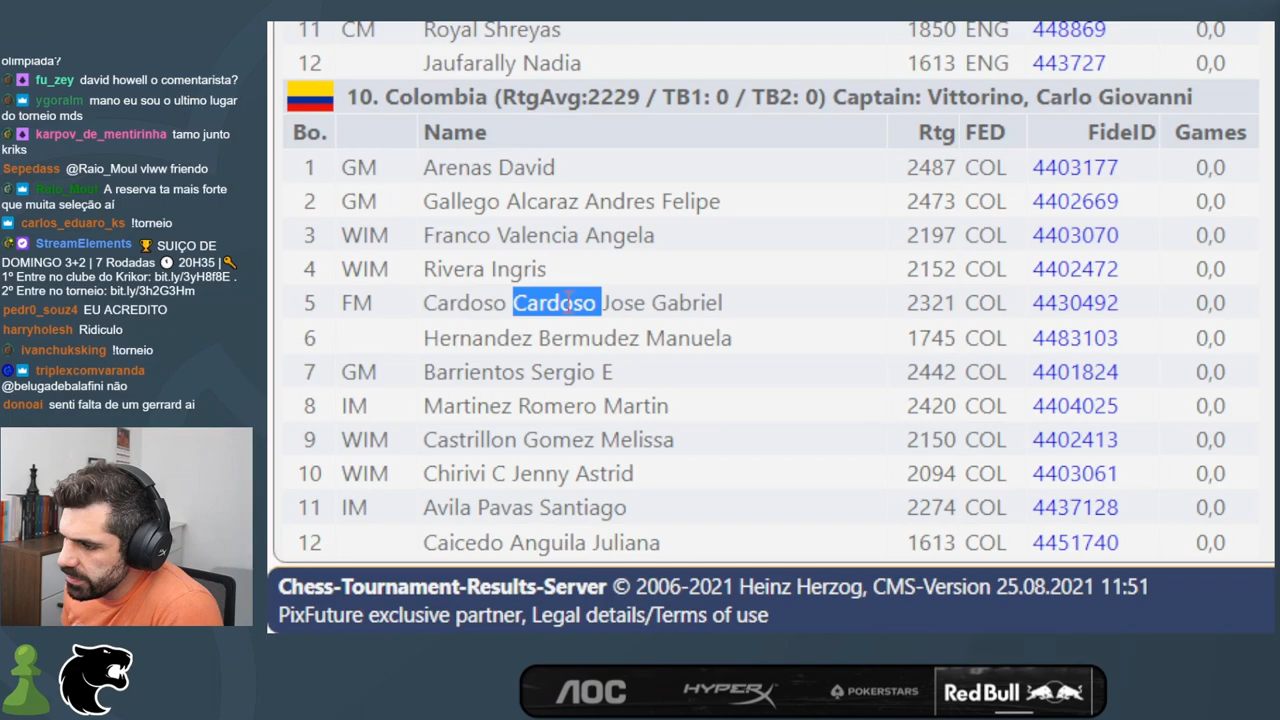 olimpíada?
fu_zey david howell o comentarista?
ygoralm mano eu sou o ultimo lugar
do torneio mds
karpov_de_mentirinha tamo junto
kriks
Sepedass @Raio_Moul vlww friendo
Raio_Moul A reserva ta mais forte
que muita seleção aí
carlos_eduaro_ks !torneio
StreamElements 🏆 SUIÇO DE
DOMINGO 3+2 | 7 Rodadas 🕗 20H35 | 🔑
1º Entre no clube do Krikor: bit.ly/3yH8f8E .
2º Entre no torneio: bit.ly/3h2G3Hm
pedr0_souz4 EU ACREDITO
harryholesh Ridiculo
ivanchuksking !torneio
triplexcomvaranda
@belugadebalafini não
donoai senti falta de um gerrard ai
11 CM Royal Shreyas 1850 ENG 448869 0,0
12 Jaufarally Nadia 1613 ENG 443727 0,0
10. Colombia (RtgAvg:2229 / TB1: 0 / TB2: 0) Captain: Vittorino, Carlo Giovanni
Bo. Name Rtg FED FideID Games
1 GM Arenas David 2487 COL 4403177 0,0
2 GM Gallego Alcaraz Andres Felipe 2473 COL 4402669 0,0
3 WIM Franco Valencia Angela 2197 COL 4403070 0,0
4 WIM Rivera Ingris 2152 COL 4402472 0,0
5 FM Cardoso Cardoso Jose Gabriel 2321 COL 4430492 0,0
6 Hernandez Bermudez Manuela 1745 COL 4483103 0,0
7 GM Barrientos Sergio E 2442 COL 4401824 0,0
8 IM Martinez Romero Martin 2420 COL 4404025 0,0
9 WIM Castrillon Gomez Melissa 2150 COL 4402413 0,0
10 WIM Chirivi C Jenny Astrid 2094 COL 4403061 0,0
11 IM Avila Pavas Santiago 2274 COL 4437128 0,0
12 Caicedo Anguila Juliana 1613 COL 4451740 0,0
Chess-Tournament-Results-Server © 2006-2021 Heinz Herzog, CMS-Version 25.08.2021 11:51
PixFuture exclusive partner, Legal details/Terms of use
AOC HYPERX POKERSTARS Red Bull